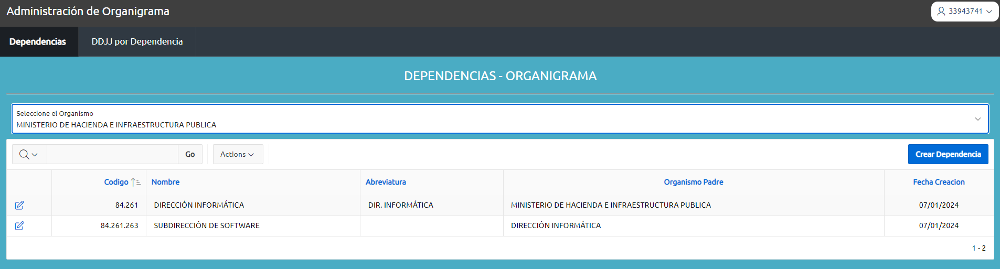 Administración de Organigrama
33943741
Dependencias
DDJJ por Dependencia
DEPENDENCIAS - ORGANIGRAMA
Seleccione el Organismo
MINISTERIO DE HACIENDA E INFRAESTRUCTURA PUBLICA
Go
Actions
Crear Dependencia
Codigo Nombre Abreviatura Organismo Padre Fecha Creacion
84.261 DIRECCIÓN INFORMÁTICA DIR. INFORMÁTICA MINISTERIO DE HACIENDA E INFRAESTRUCTURA PUBLICA 07/01/2024
84.261.263 SUBDIRECCIÓN DE SOFTWARE DIRECCIÓN INFORMÁTICA 07/01/2024
1 - 2